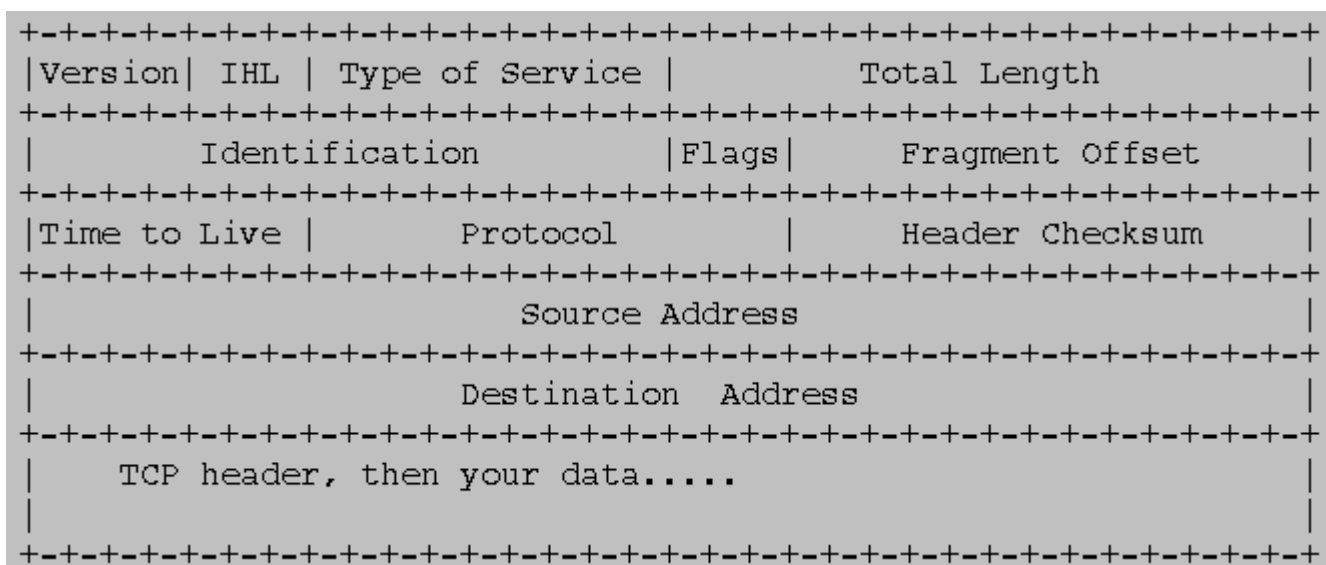 +-+-+-+-+-+-+-+-+-+-+-+-+-+-+-+-+-+-+-+-+-+-+-+-+-+-+-+-+-+-+-+-+
|Version| IHL | Type of Service |         Total Length          |
+-+-+-+-+-+-+-+-+-+-+-+-+-+-+-+-+-+-+-+-+-+-+-+-+-+-+-+-+-+-+-+-+
|        Identification         |Flags|     Fragment Offset     |
+-+-+-+-+-+-+-+-+-+-+-+-+-+-+-+-+-+-+-+-+-+-+-+-+-+-+-+-+-+-+-+-+
|Time to Live |       Protocol        |     Header Checksum     |
+-+-+-+-+-+-+-+-+-+-+-+-+-+-+-+-+-+-+-+-+-+-+-+-+-+-+-+-+-+-+-+-+
|                        Source Address                         |
+-+-+-+-+-+-+-+-+-+-+-+-+-+-+-+-+-+-+-+-+-+-+-+-+-+-+-+-+-+-+-+-+
|                     Destination  Address                      |
+-+-+-+-+-+-+-+-+-+-+-+-+-+-+-+-+-+-+-+-+-+-+-+-+-+-+-+-+-+-+-+-+
|    TCP header, then your data.....                            |
|                                                               |
+-+-+-+-+-+-+-+-+-+-+-+-+-+-+-+-+-+-+-+-+-+-+-+-+-+-+-+-+-+-+-+-+